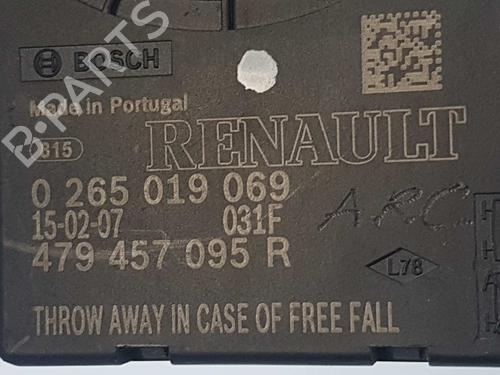 BOSCH
Made in Portugal
815
RENAULT
0 265 019 069
15-02-07 031F
479 457 095 R
A.R.C
L78
THROW AWAY IN CASE OF FREE FALL
B-PARTS